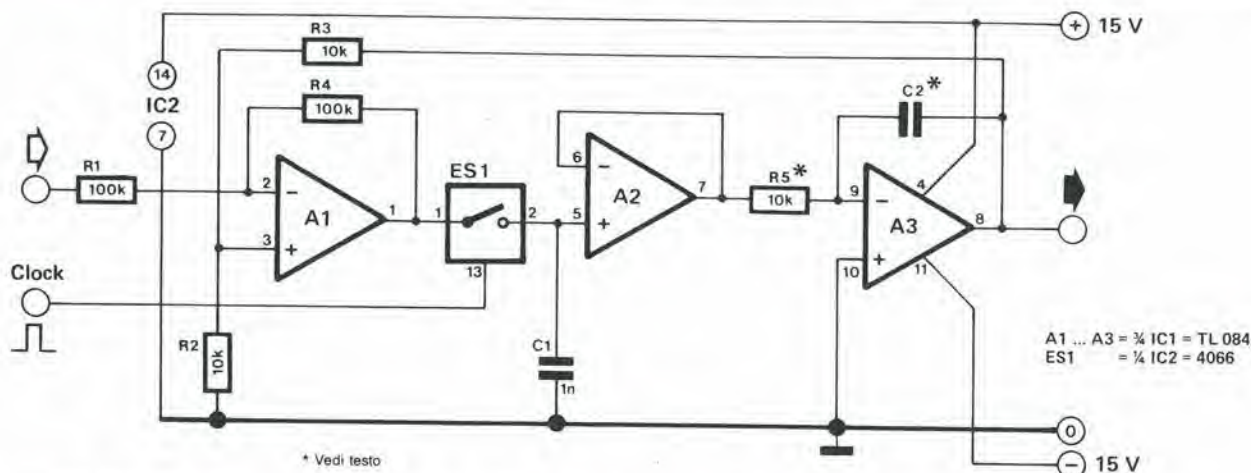 + 15 V
R3
10k
C2*
14
R4
100k
IC2
7
R1
100k
ES1
6
−
A2
7
R5*
10k
9
−
4
2
−
A1
1
1
2
5
+
A3
8
3
+
13
10
+
11
Clock
R2
10k
C1
1n
A1 ... A3 = ¾ IC1 = TL 084
ES1 = ¼ IC2 = 4066
0
* Vedi testo
− 15 V